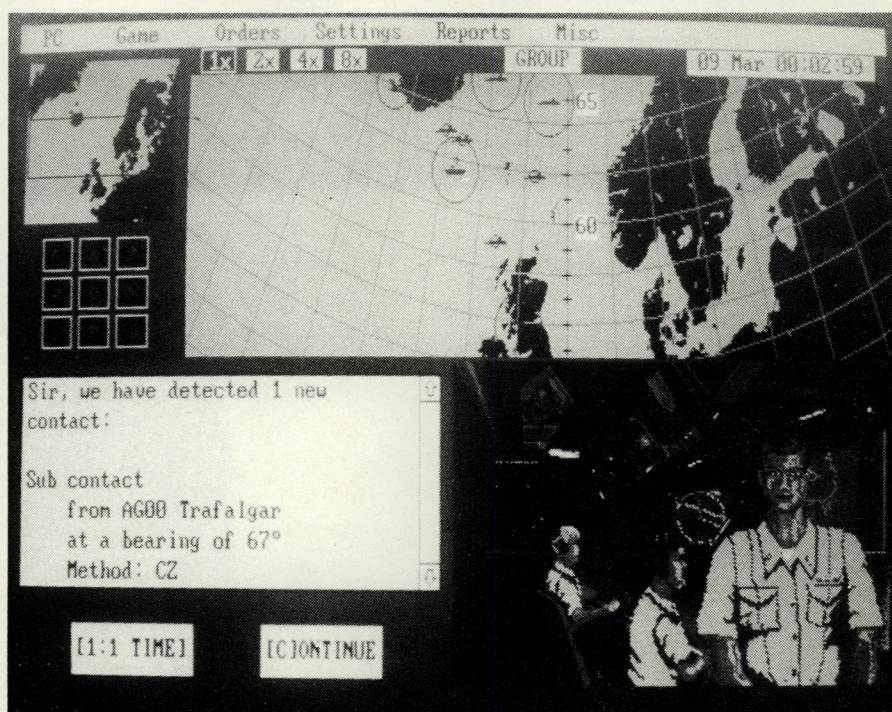 PC Game Orders Settings Reports Misc
1x 2x 4x 8x GROUP 09 Mar 00:02:59
65
60
Sir, we have detected 1 new
contact:
Sub contact
from AG00 Trafalgar
at a bearing of 67°
Method: CZ
[1:1 TIME] [C]ONTINUE